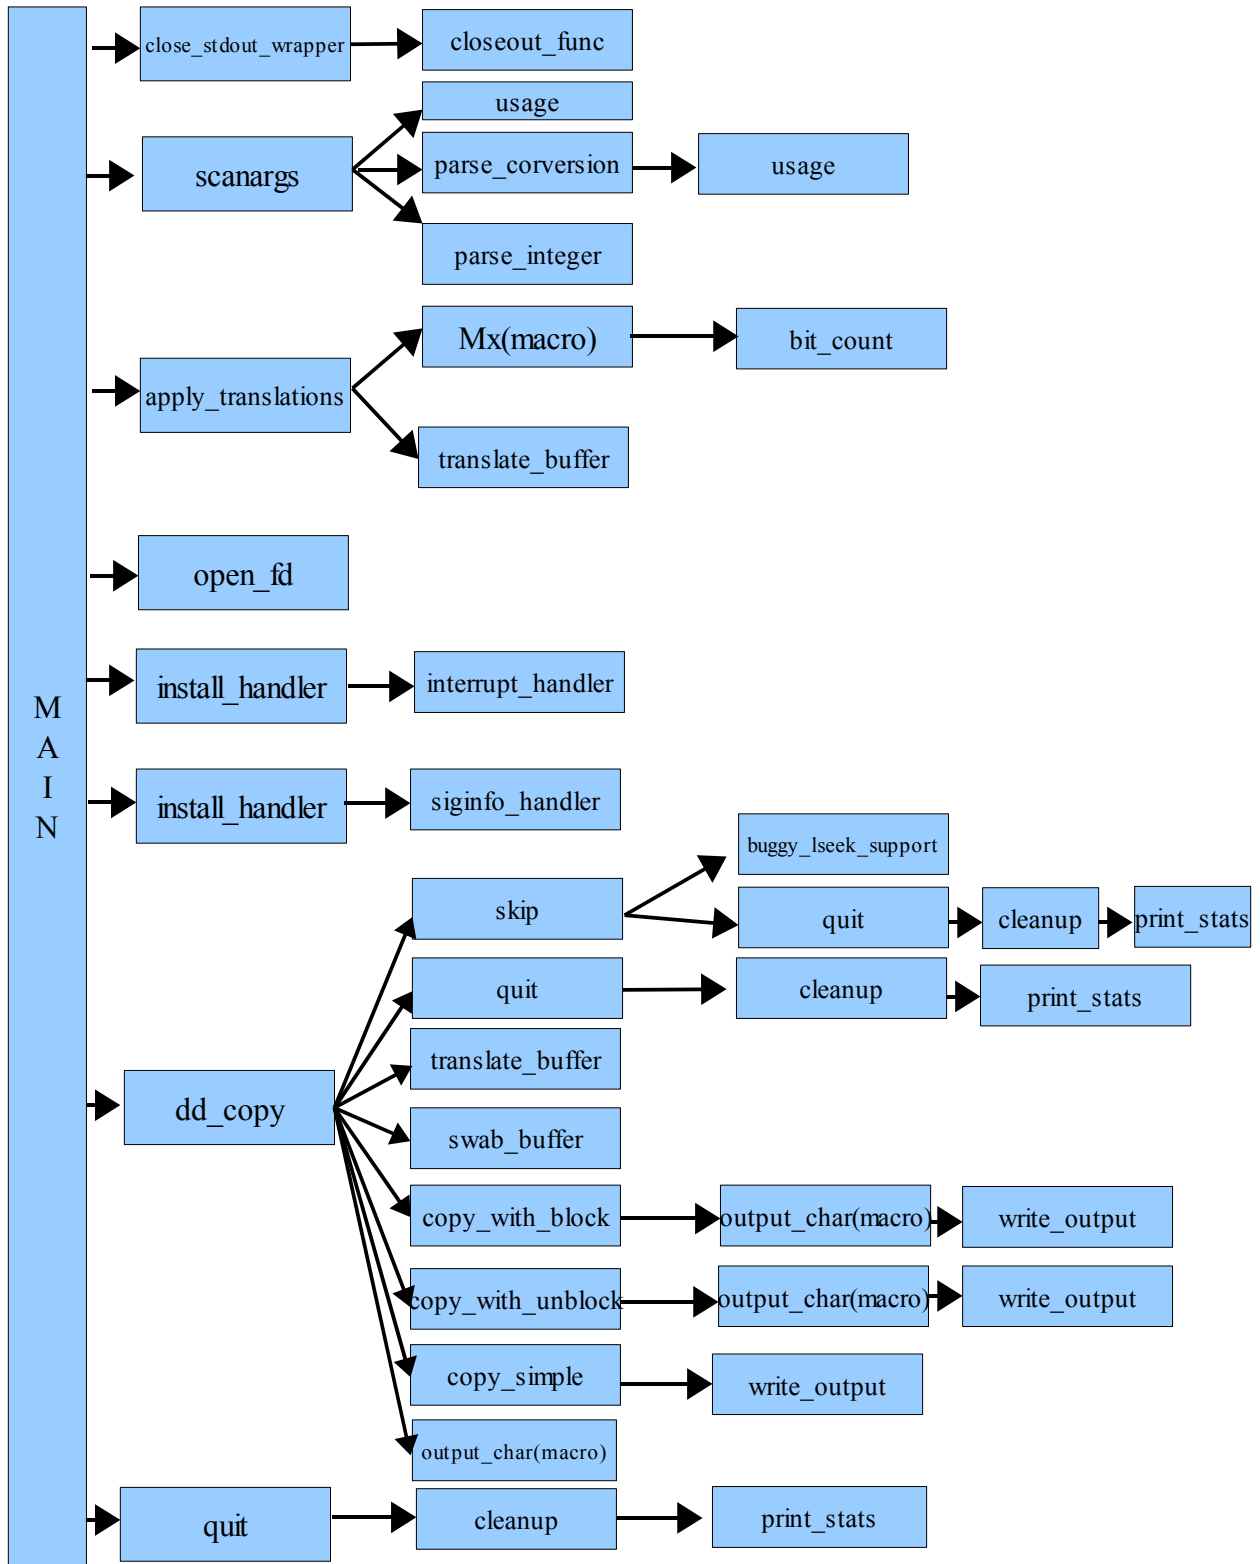 close_stdout_wrapper
closeout_func
usage
scanargs
parse_corversion
usage
parse_integer
Mx(macro)
bit_count
apply_translations
translate_buffer
open_fd
install_handler
interrupt_handler
M
A
I
N
install_handler
siginfo_handler
buggy_lseek_support
skip
quit
cleanup
print_stats
quit
cleanup
print_stats
translate_buffer
dd_copy
swab_buffer
copy_with_block
output_char(macro)
write_output
copy_with_unblock
output_char(macro)
write_output
copy_simple
write_output
output_char(macro)
quit
cleanup
print_stats